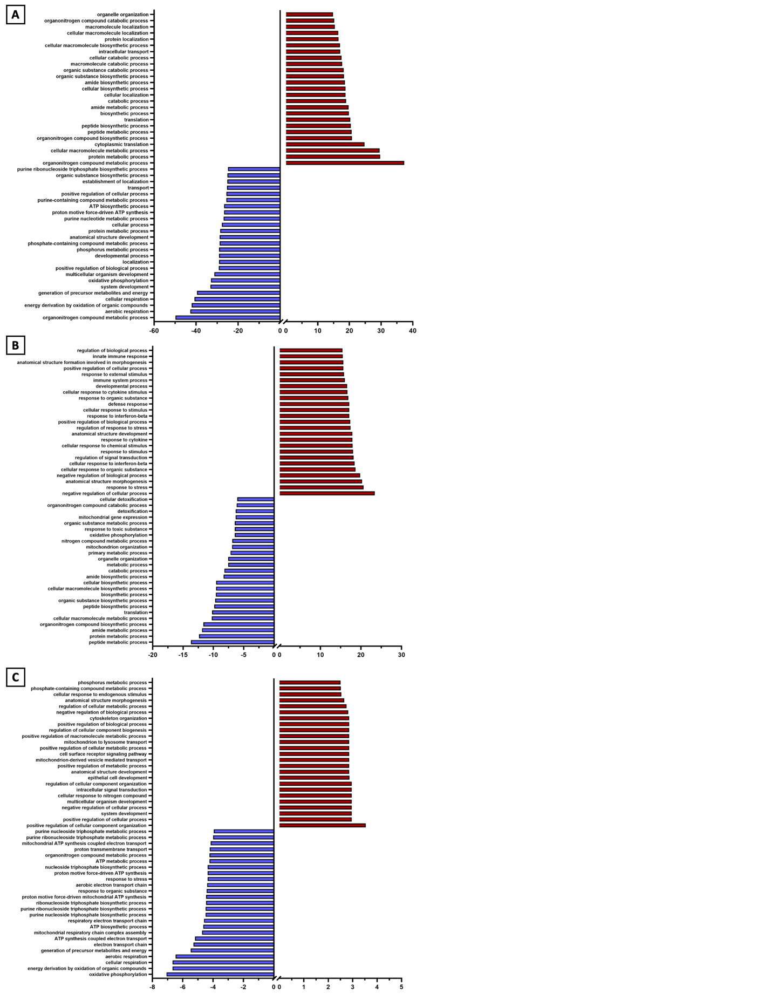 A
organelle organization
organonitrogen compound catabolic process
macromolecule localization
cellular macromolecule localization
protein localization
cellular macromolecule biosynthetic process
intracellular transport
cellular catabolic process
macromolecule catabolic process
organic substance catabolic process
organic substance biosynthetic process
amide biosynthetic process
cellular biosynthetic process
cellular localization
catabolic process
amide metabolic process
biosynthetic process
translation
peptide biosynthetic process
peptide metabolic process
organonitrogen compound biosynthetic process
cytoplasmic translation
cellular macromolecule metabolic process
protein metabolic process
organonitrogen compound metabolic process
purine ribonucleoside triphosphate biosynthetic process
organic substance biosynthetic process
establishment of localization
transport
positive regulation of cellular process
purine-containing compound metabolic process
ATP biosynthetic process
proton motive force-driven ATP synthesis
purine nucleotide metabolic process
cellular process
protein metabolic process
anatomical structure development
phosphate-containing compound metabolic process
phosphorus metabolic process
developmental process
localization
positive regulation of biological process
multicellular organism development
oxidative phosphorylation
system development
generation of precursor metabolites and energy
cellular respiration
energy derivation by oxidation of organic compounds
aerobic respiration
organonitrogen compound metabolic process
-60 -40 -20 0 0 10 20 30 40
B
regulation of biological process
innate immune response
anatomical structure formation involved in morphogenesis
positive regulation of cellular process
response to external stimulus
immune system process
developmental process
cellular response to cytokine stimulus
response to organic substance
defense response
cellular response to stimulus
response to interferon-beta
positive regulation of biological process
regulation of response to stress
anatomical structure development
response to cytokine
cellular response to chemical stimulus
response to stimulus
regulation of signal transduction
cellular response to interferon-beta
cellular response to organic substance
negative regulation of biological process
anatomical structure morphogenesis
response to stress
negative regulation of cellular process
cellular detoxification
organonitrogen compound catabolic process
detoxification
mitochondrial gene expression
organic substance metabolic process
response to toxic substance
oxidative phosphorylation
nitrogen compound metabolic process
mitochondrion organization
primary metabolic process
organelle organization
metabolic process
catabolic process
amide biosynthetic process
cellular biosynthetic process
cellular macromolecule biosynthetic process
biosynthetic process
organic substance biosynthetic process
peptide biosynthetic process
translation
cellular macromolecule metabolic process
organonitrogen compound biosynthetic process
amide metabolic process
protein metabolic process
peptide metabolic process
-20 -15 -10 -5 0 0 10 20 30
C
phosphorus metabolic process
phosphate-containing compound metabolic process
cellular response to endogenous stimulus
anatomical structure morphogenesis
regulation of cellular metabolic process
negative regulation of biological process
cytoskeleton organization
positive regulation of biological process
regulation of cellular component biogenesis
positive regulation of macromolecule metabolic process
mitochondrion to lysosome transport
positive regulation of cellular metabolic process
cell surface receptor signaling pathway
mitochondrion-derived vesicle mediated transport
positive regulation of metabolic process
anatomical structure development
epithelial cell development
regulation of cellular component organization
intracellular signal transduction
cellular response to nitrogen compound
multicellular organism development
negative regulation of cellular process
system development
positive regulation of cellular process
positive regulation of cellular component organization
purine nucleoside triphosphate metabolic process
purine ribonucleoside triphosphate metabolic process
mitochondrial ATP synthesis coupled electron transport
proton transmembrane transport
organonitrogen compound metabolic process
ATP metabolic process
nucleoside triphosphate biosynthetic process
proton motive force-driven ATP synthesis
response to stress
aerobic electron transport chain
response to organic substance
proton motive force-driven mitochondrial ATP synthesis
ribonucleoside triphosphate biosynthetic process
purine ribonucleoside triphosphate biosynthetic process
purine nucleoside triphosphate biosynthetic process
respiratory electron transport chain
ATP biosynthetic process
mitochondrial respiratory chain complex assembly
ATP synthesis coupled electron transport
electron transport chain
generation of precursor metabolites and energy
aerobic respiration
cellular respiration
energy derivation by oxidation of organic compounds
oxidative phosphorylation
-8 -6 -4 -2 0 0 1 2 3 4 5